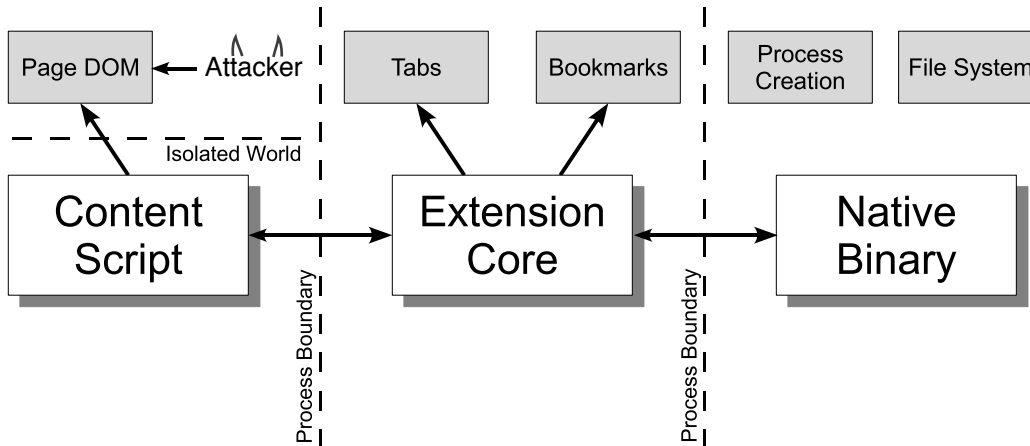 Page DOM
Attacker
Tabs
Bookmarks
Process
Creation
File System
Isolated World
Content
Script
Extension
Core
Native
Binary
Process Boundary
Process Boundary